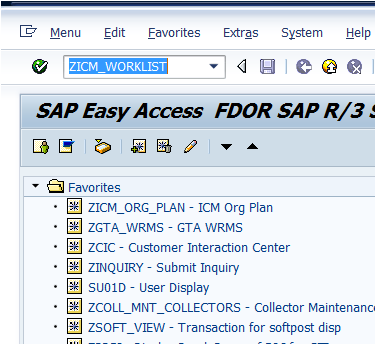 Menu Edit Favorites Extras System Help
ZICM_WORKLIST
SAP Easy Access FDOR SAP R/3 S
Favorites
ZICM_ORG_PLAN - ICM Org Plan
ZGTA_WRMS - GTA WRMS
ZCIC - Customer Interaction Center
ZINQUIRY - Submit Inquiry
SU01D - User Display
ZCOLL_MNT_COLLECTORS - Collector Maintenanc
ZSOFT_VIEW - Transaction for softpost disp